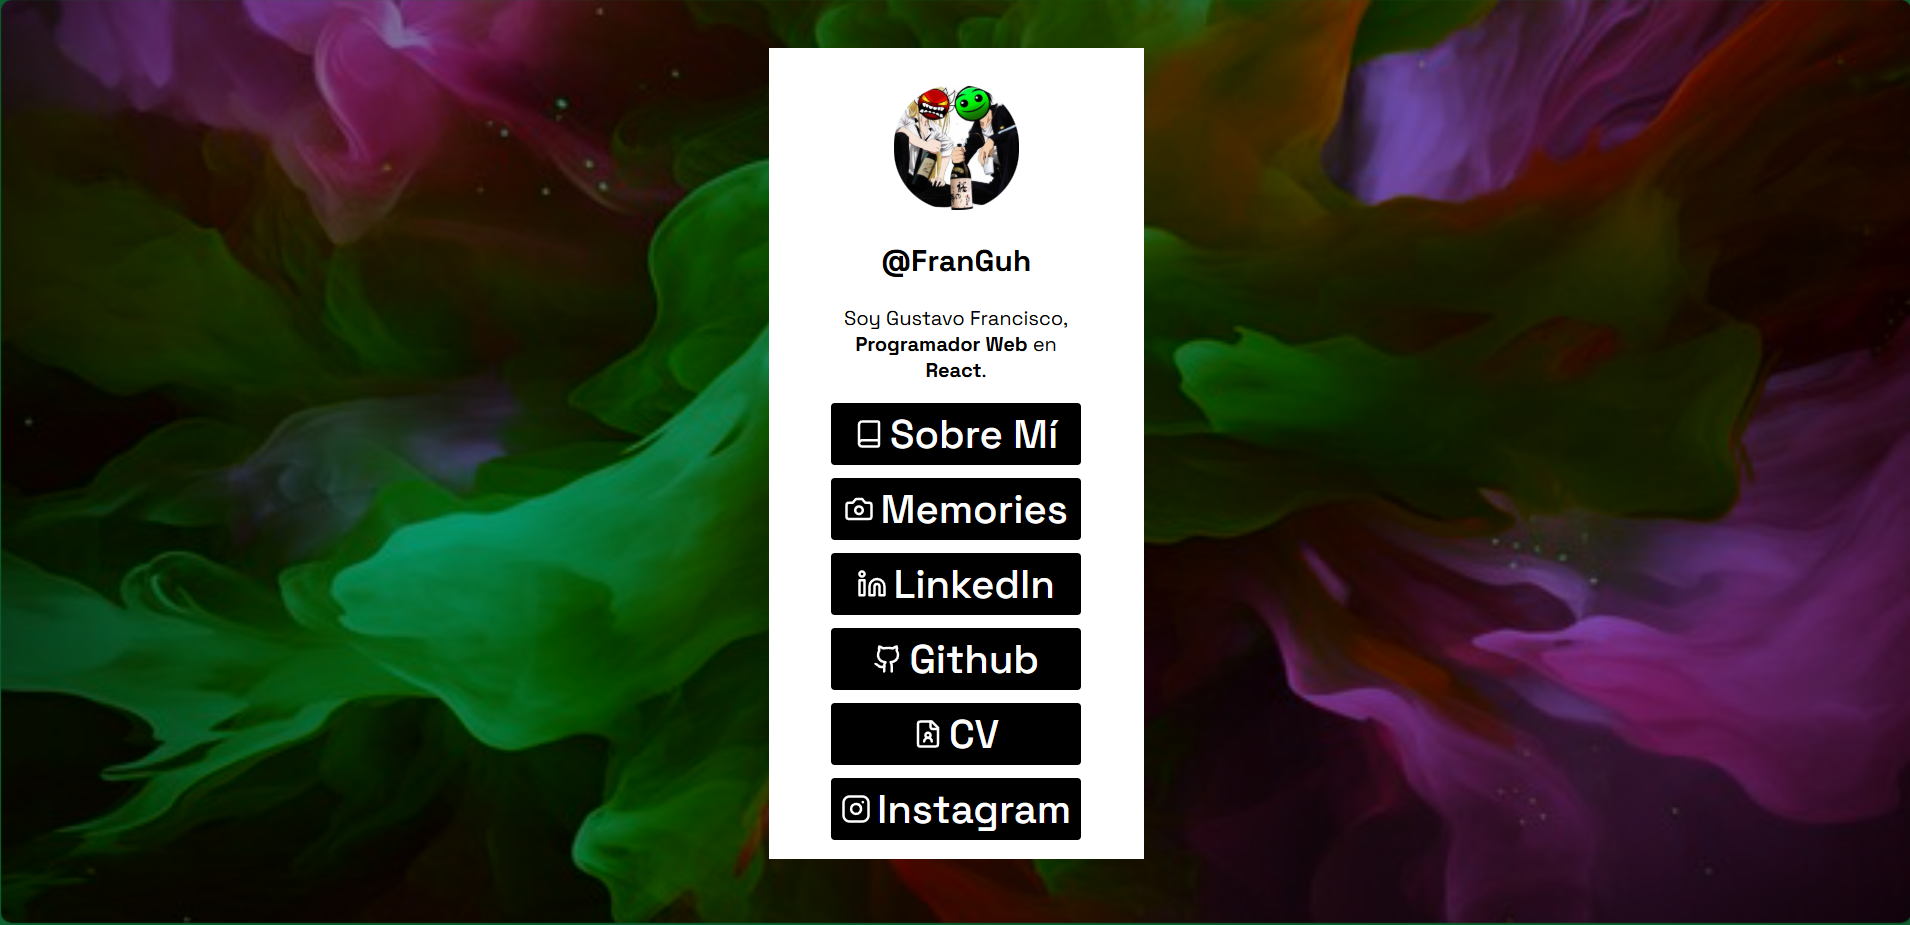 @FranGuh
Soy Gustavo Francisco,
Programador Web en
React.
Sobre Mí
Memories
LinkedIn
Github
CV
Instagram